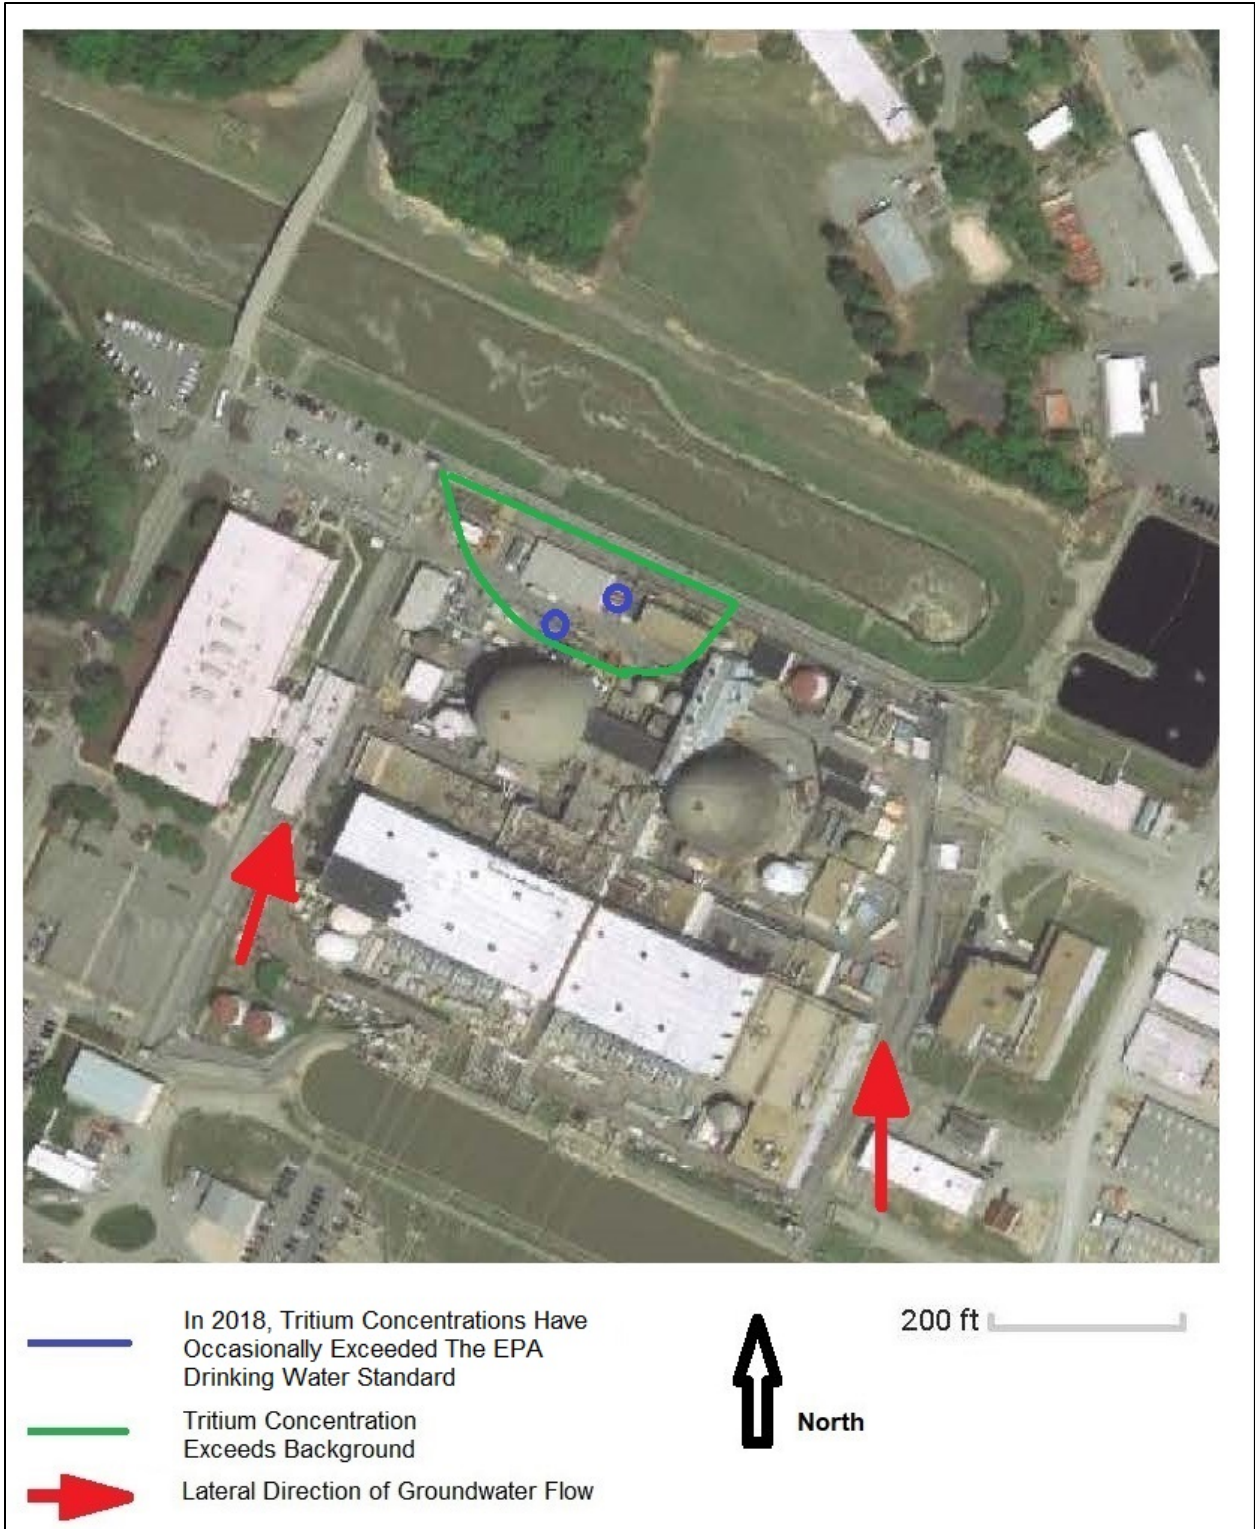 In 2018, Tritium Concentrations Have
Occasionally Exceeded The EPA
Drinking Water Standard
Tritium Concentration
Exceeds Background
Lateral Direction of Groundwater Flow
North
200 ft